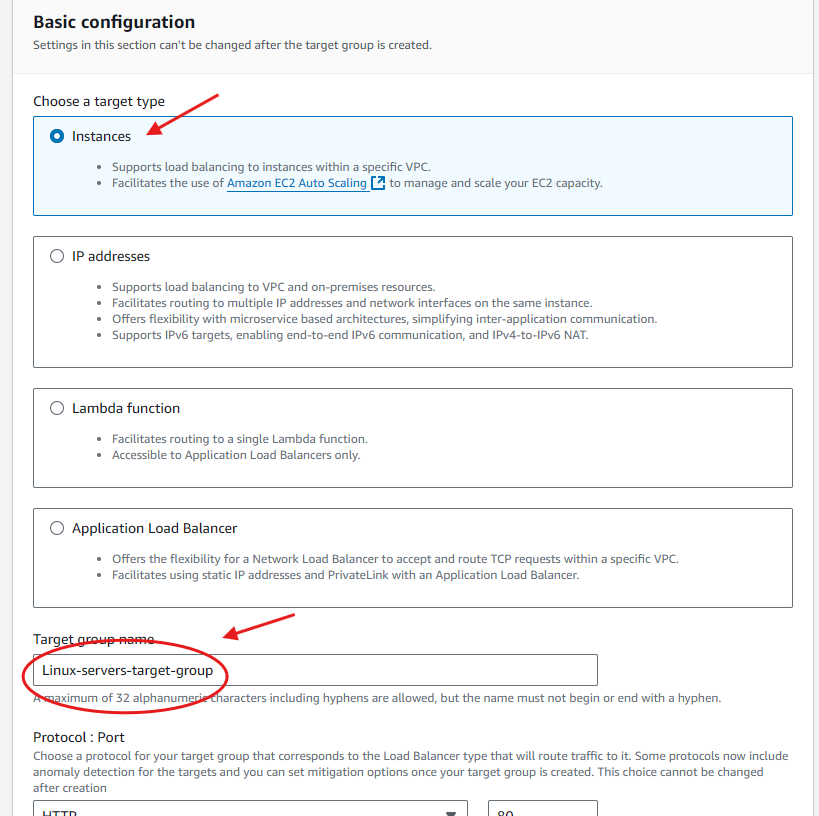 Basic configuration
Settings in this section can't be changed after the target group is created.
Choose a target type
Instances
Supports load balancing to instances within a specific VPC.
Facilitates the use of Amazon EC2 Auto Scaling to manage and scale your EC2 capacity.
IP addresses
Supports load balancing to VPC and on-premises resources.
Facilitates routing to multiple IP addresses and network interfaces on the same instance.
Offers flexibility with microservice based architectures, simplifying inter-application communication.
Supports IPv6 targets, enabling end-to-end IPv6 communication, and IPv4-to-IPv6 NAT.
Lambda function
Facilitates routing to a single Lambda function.
Accessible to Application Load Balancers only.
Application Load Balancer
Offers the flexibility for a Network Load Balancer to accept and route TCP requests within a specific VPC.
Facilitates using static IP addresses and PrivateLink with an Application Load Balancer.
Target group name
Linux-servers-target-group
A maximum of 32 alphanumeric characters including hyphens are allowed, but the name must not begin or end with a hyphen.
Protocol : Port
Choose a protocol for your target group that corresponds to the Load Balancer type that will route traffic to it. Some protocols now include
anomaly detection for the targets and you can set mitigation options once your target group is created. This choice cannot be changed
after creation
HTTP 80